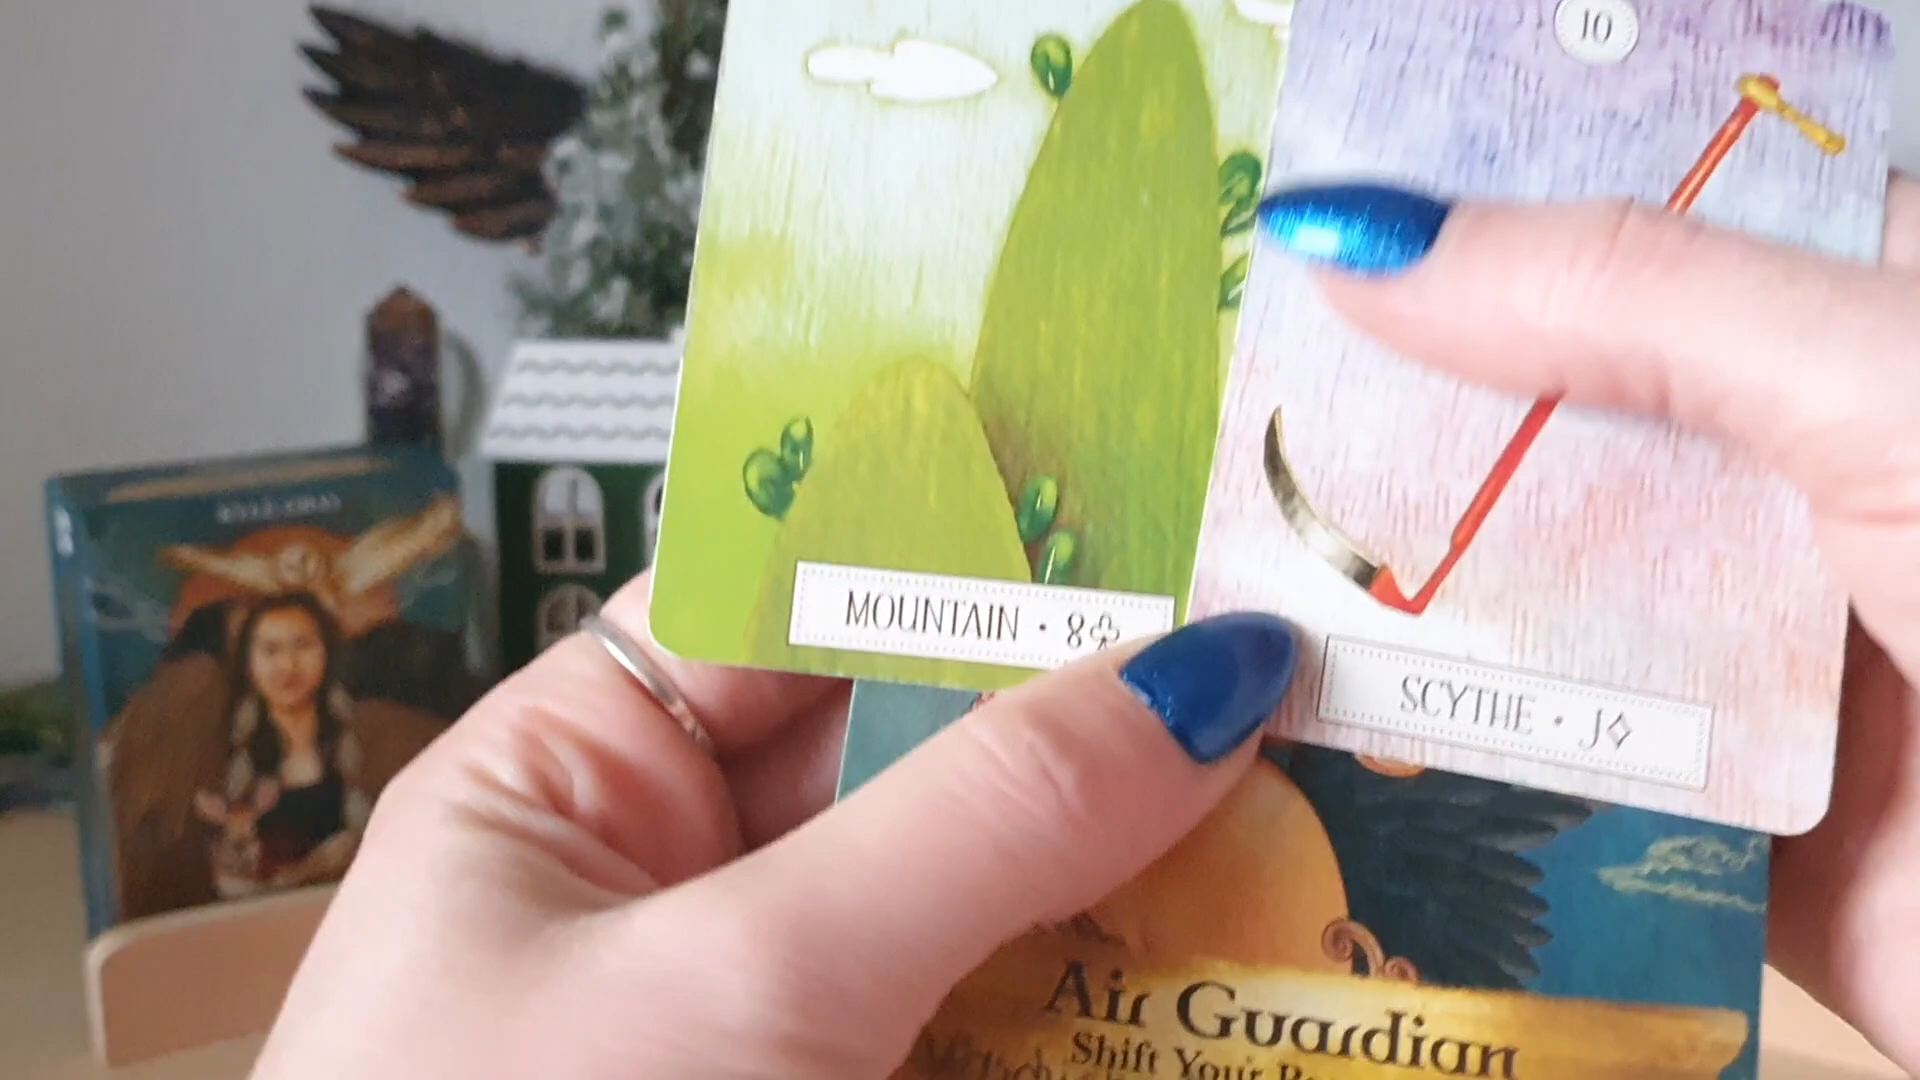 10
MOUNTAIN • 8♧
SCYTHE • J♢
Air Guardian
Shift Your